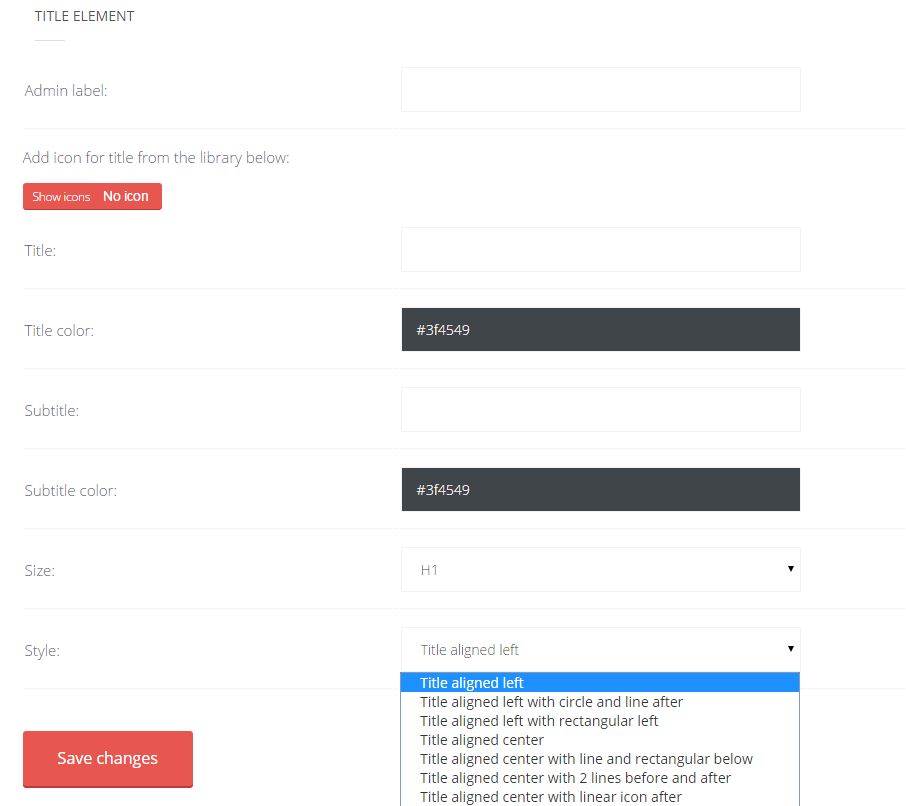 TITLE ELEMENT
Admin label:
Add icon for title from the library below:
Show icons No icon
Title:
Title color: #3f4549
Subtitle:
Subtitle color: #3f4549
Size: H1
Style: Title aligned left
Title aligned left
Title aligned left with circle and line after
Title aligned left with rectangular left
Title aligned center
Title aligned center with line and rectangular below
Title aligned center with 2 lines before and after
Title aligned center with linear icon after
Save changes